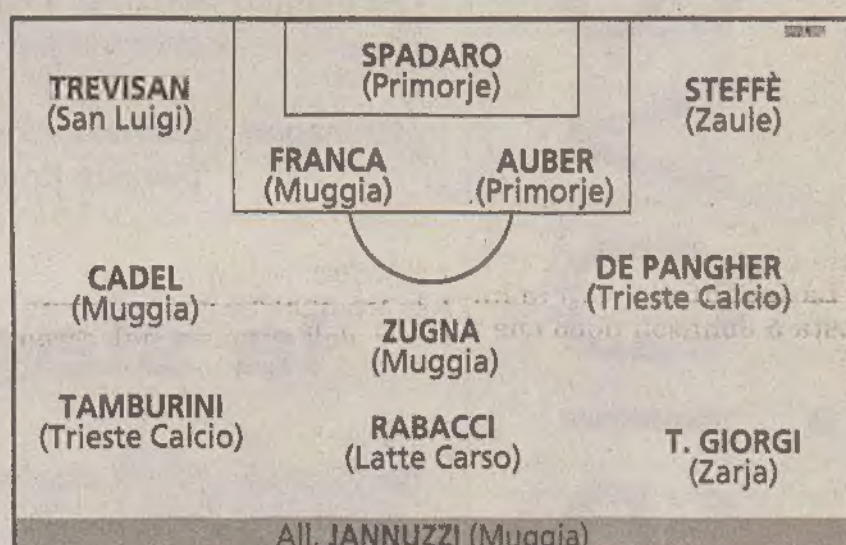 SPADARO
(Primorje)
TREVISAN
(San Luigi)
STEFFÈ
(Zaule)
FRANCA
(Muggia)
AUBER
(Primorje)
CADEL
(Muggia)
DE PANGHER
(Trieste Calcio)
ZUGNA
(Muggia)
TAMBURINI
(Trieste Calcio)
RABACCI
(Latte Carso)
T. GIORGI
(Zarja)
All. JANNUZZI (Muggia)